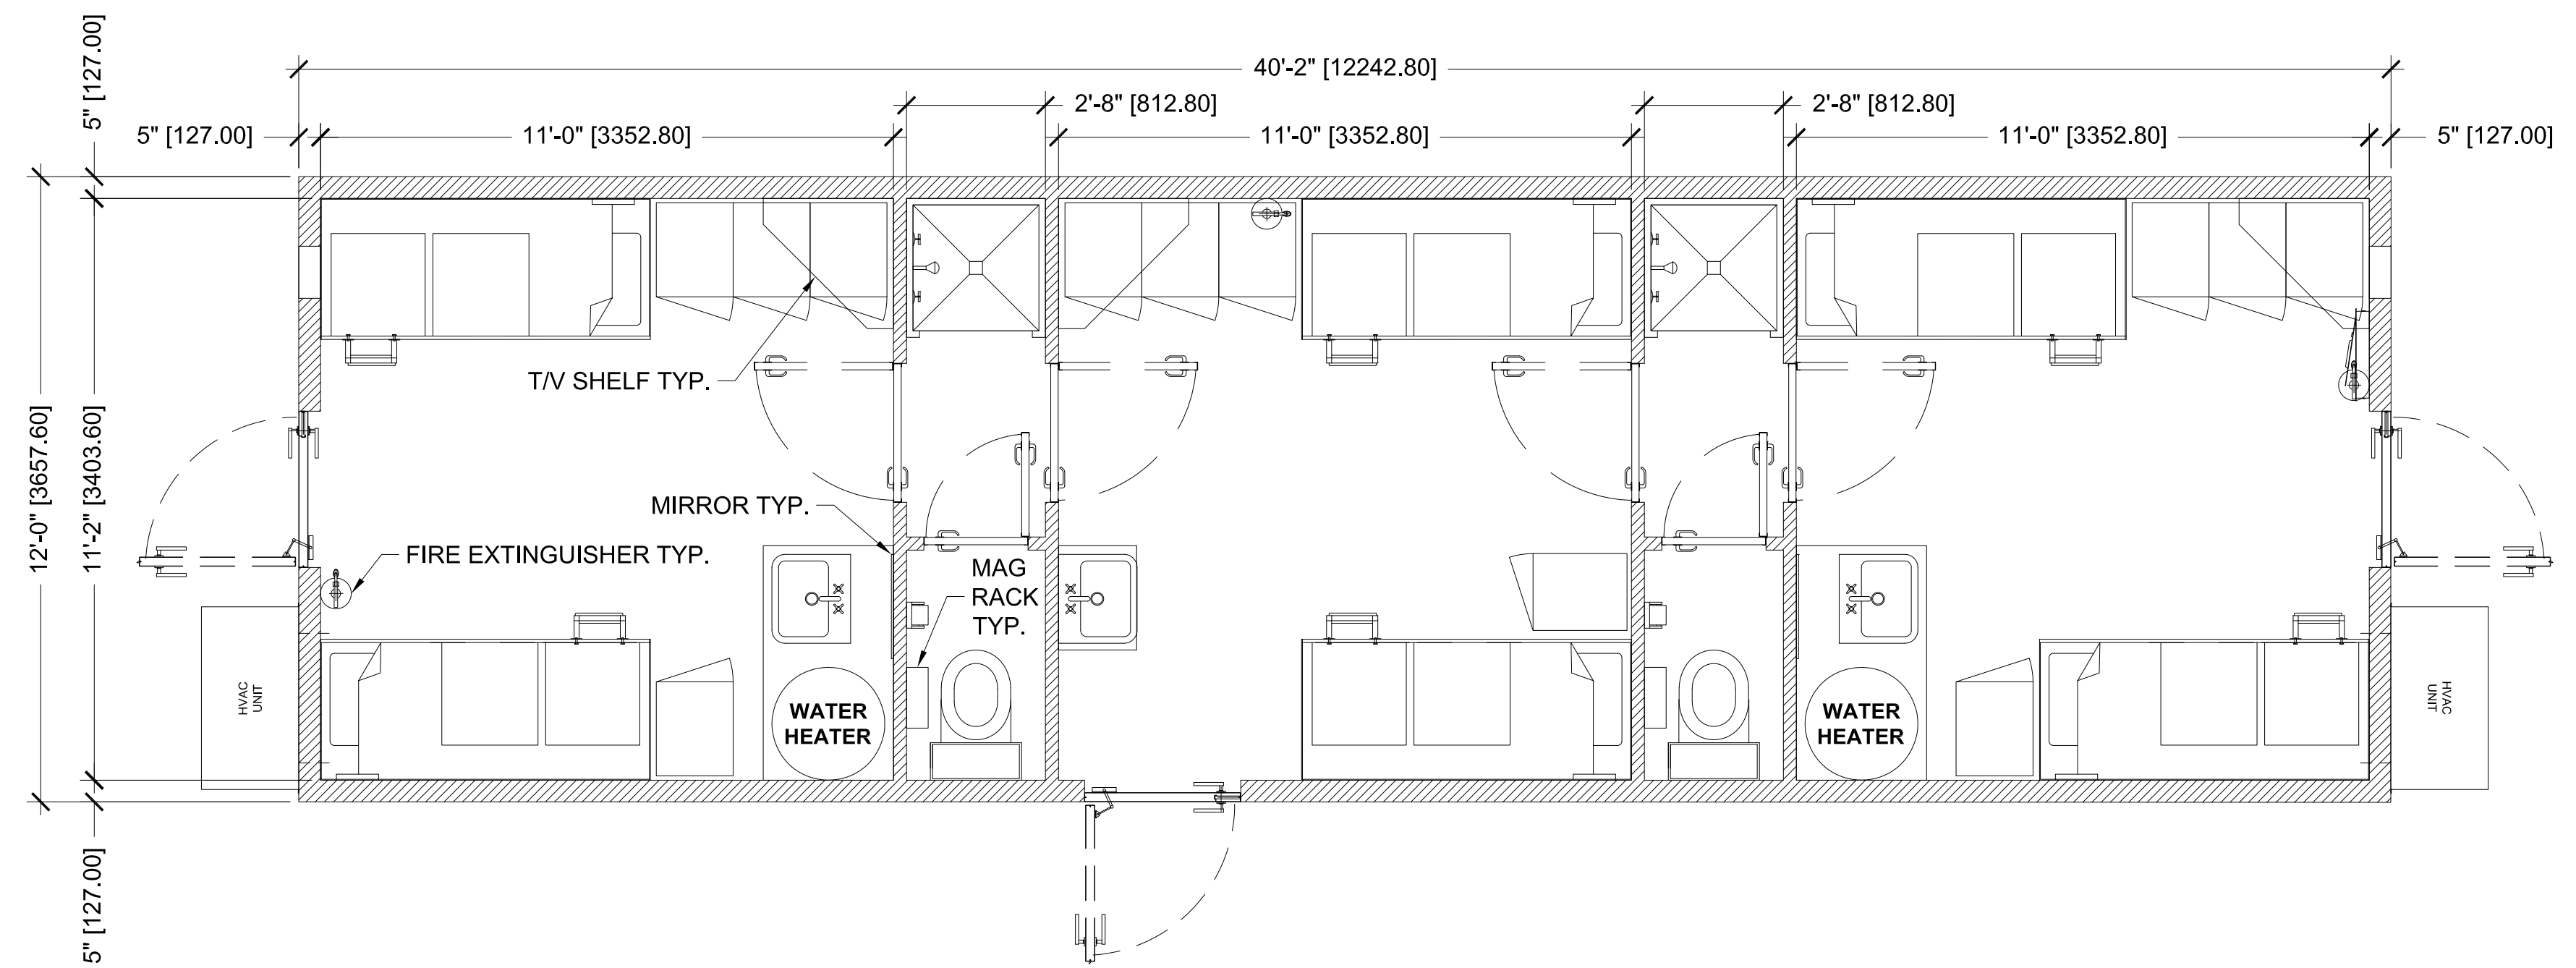 40'-2" [12242.80]
2'-8" [812.80]
2'-8" [812.80]
5" [127.00]
5" [127.00]
11'-0" [3352.80]
11'-0" [3352.80]
11'-0" [3352.80]
5" [127.00]
12'-0" [3657.60]
11'-2" [3403.60]
5" [127.00]
T/V SHELF TYP.
MIRROR TYP.
FIRE EXTINGUISHER TYP.
MAG
RACK
TYP.
HVAC
UNIT
WATER
HEATER
WATER
HEATER
HVAC
UNIT